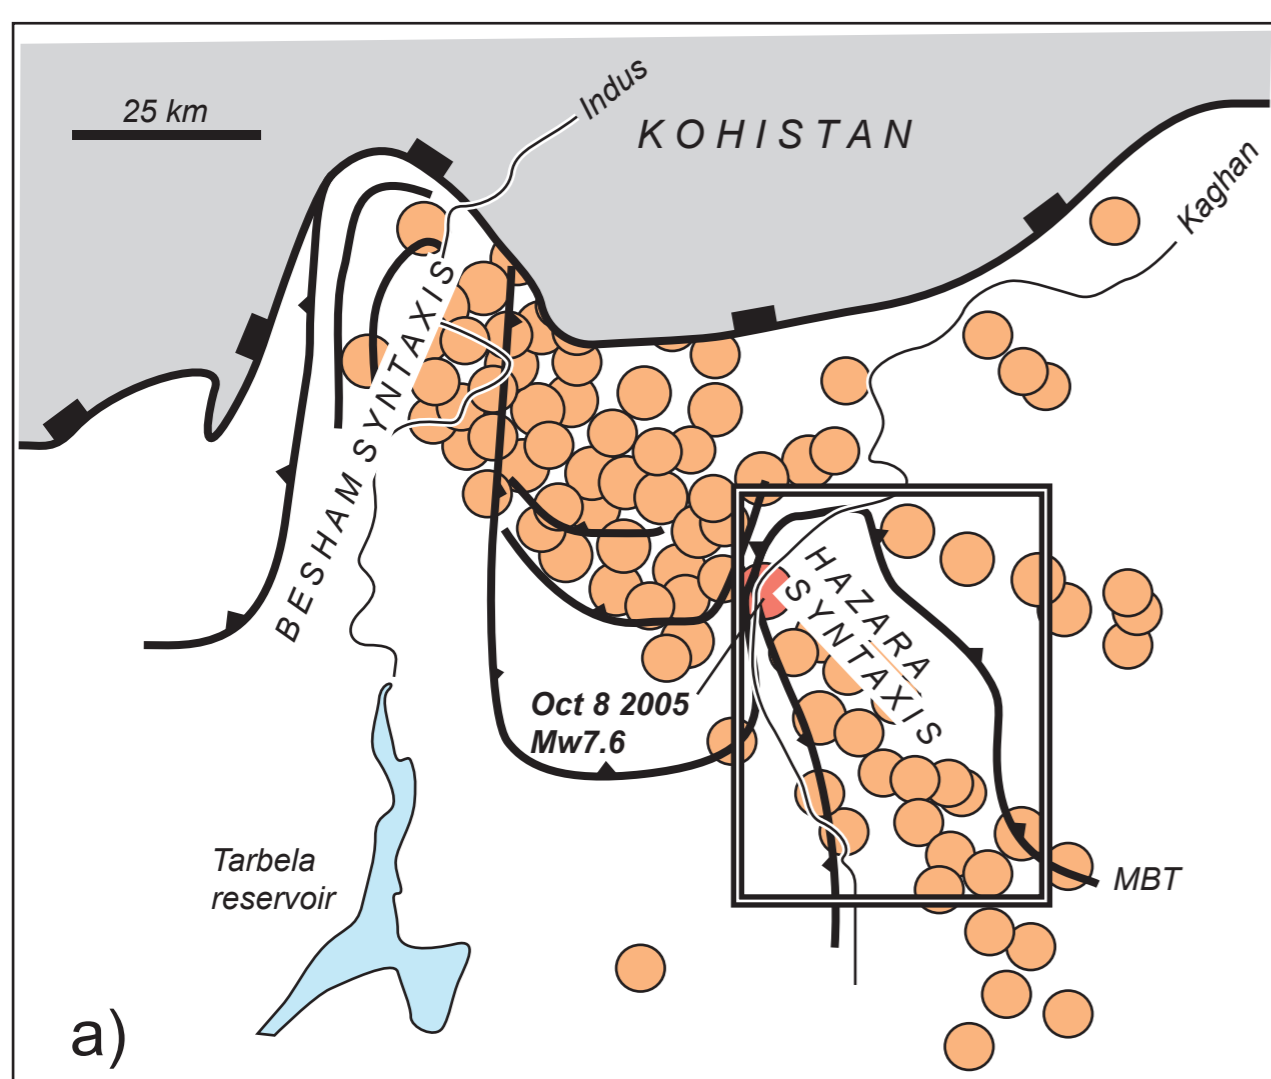 25 km
Indus
KOHISTAN
Kaghan
BESHAM SYNTAXIS
HAZARA
SYNTAXIS
Oct 8 2005
Mw7.6
Tarbela
reservoir
MBT
a)